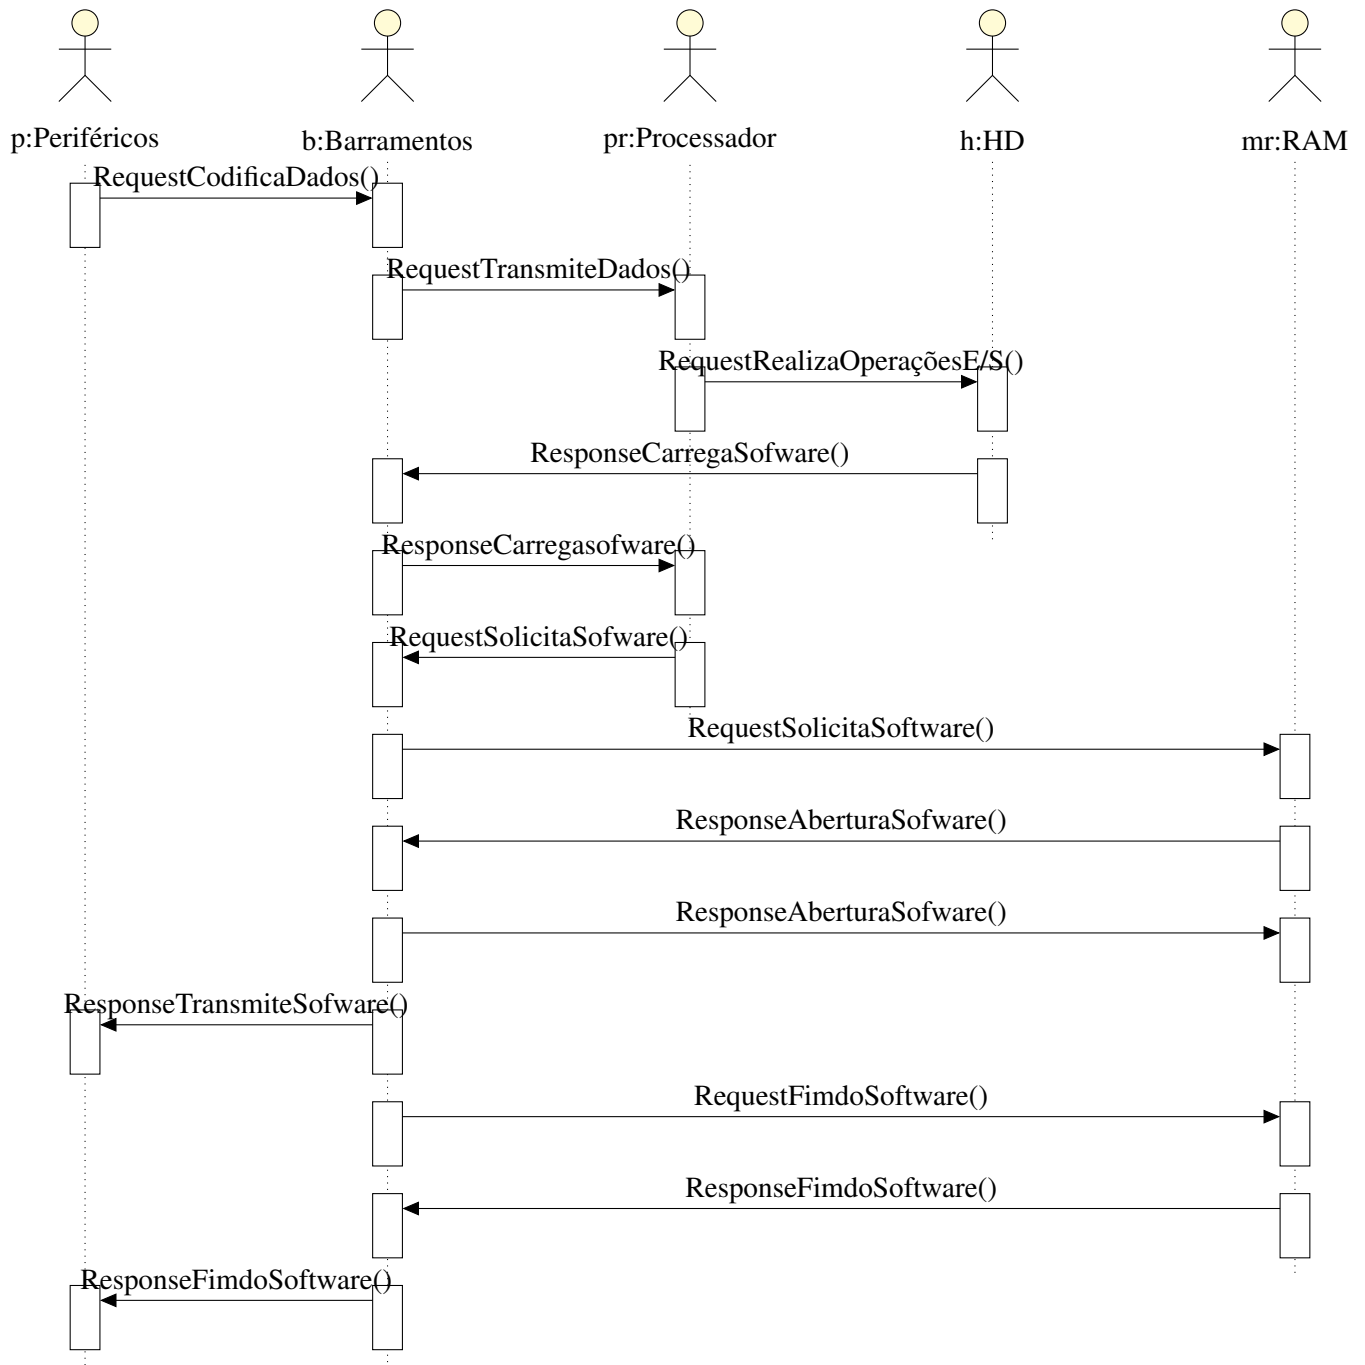 p:Periféricos b:Barramentos pr:Processador h:HD mr:RAM
RequestCodificaDados()
RequestTransmiteDados()
RequestRealizaOperaçõesE/S()
ResponseCarregaSofware()
ResponseCarregasofware()
RequestSolicitaSofware()
RequestSolicitaSoftware()
ResponseAberturaSofware()
ResponseAberturaSofware()
ResponseTransmiteSofware()
RequestFimdoSoftware()
ResponseFimdoSoftware()
ResponseFimdoSoftware()